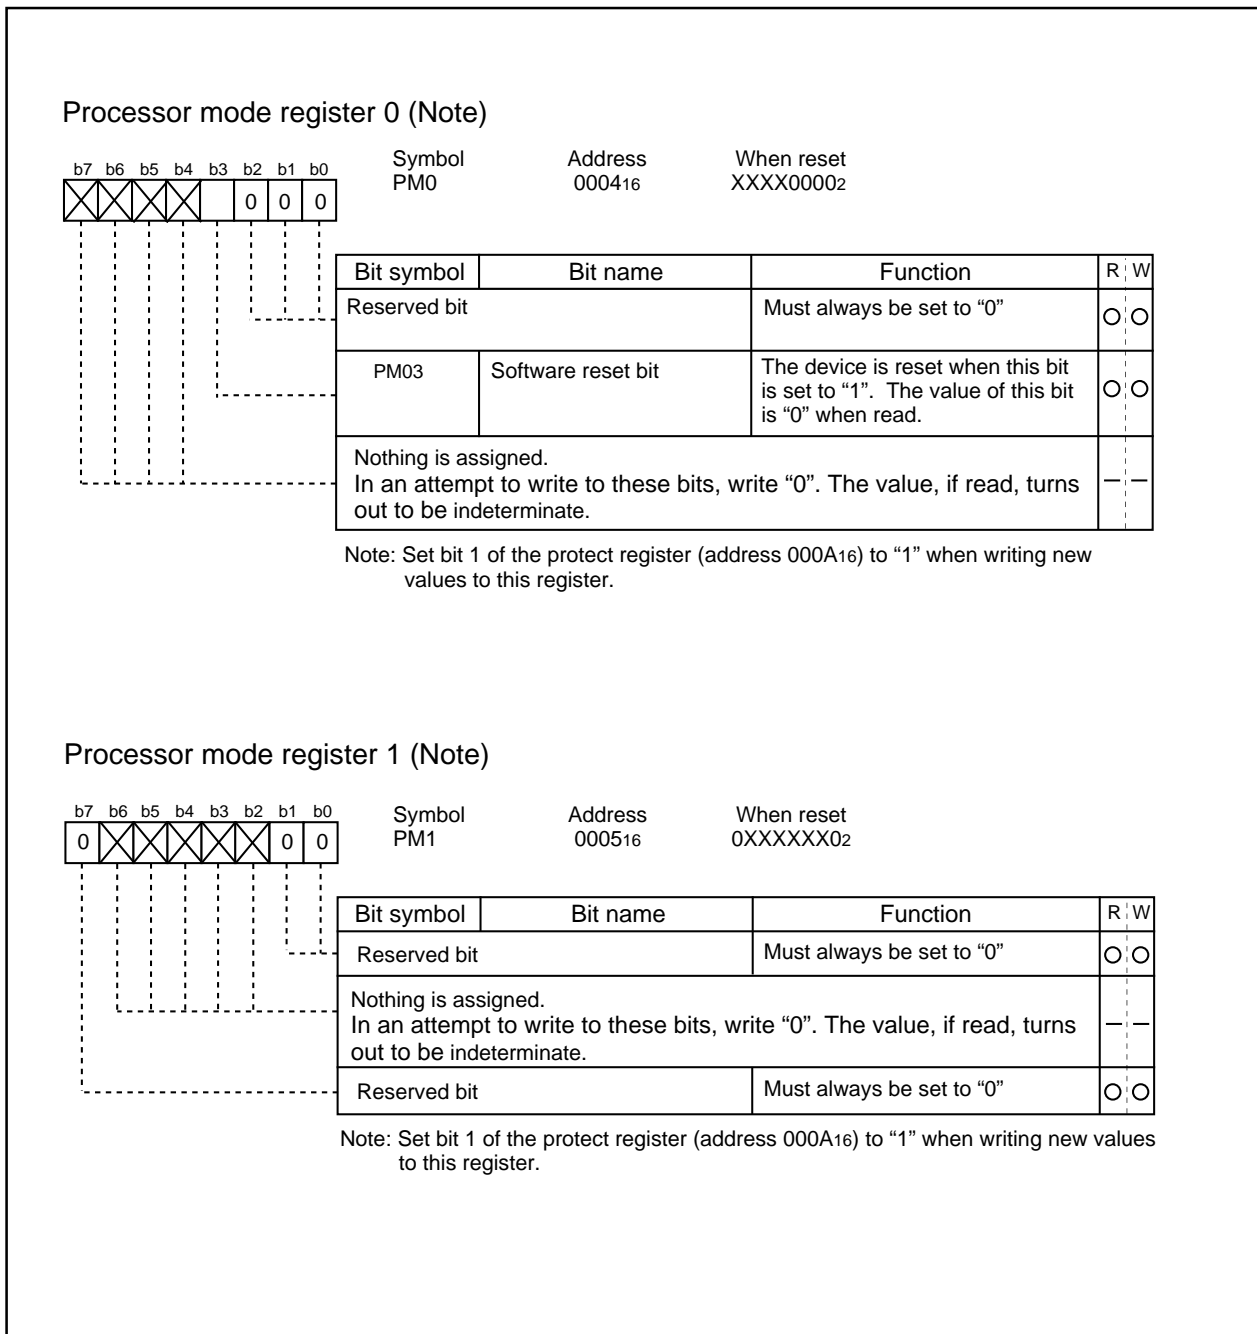 Processor mode register 0 (Note)
b7 b6 b5 b4 b3 b2 b1 b0
0 0 0
Symbol Address When reset
PM0 000416 XXXX00002
Bit symbol Bit name Function R W
Reserved bit Must always be set to “0”
PM03 Software reset bit The device is reset when this bit
is set to “1”. The value of this bit
is “0” when read.
Nothing is assigned.
In an attempt to write to these bits, write “0”. The value, if read, turns
out to be indeterminate.
Note: Set bit 1 of the protect register (address 000A16) to “1” when writing new
values to this register.
Processor mode register 1 (Note)
b7 b6 b5 b4 b3 b2 b1 b0
0 0 0
Symbol Address When reset
PM1 000516 0XXXXXX02
Bit symbol Bit name Function R W
Reserved bit Must always be set to “0”
Nothing is assigned.
In an attempt to write to these bits, write “0”. The value, if read, turns
out to be indeterminate.
Reserved bit Must always be set to “0”
Note: Set bit 1 of the protect register (address 000A16) to “1” when writing new values
to this register.